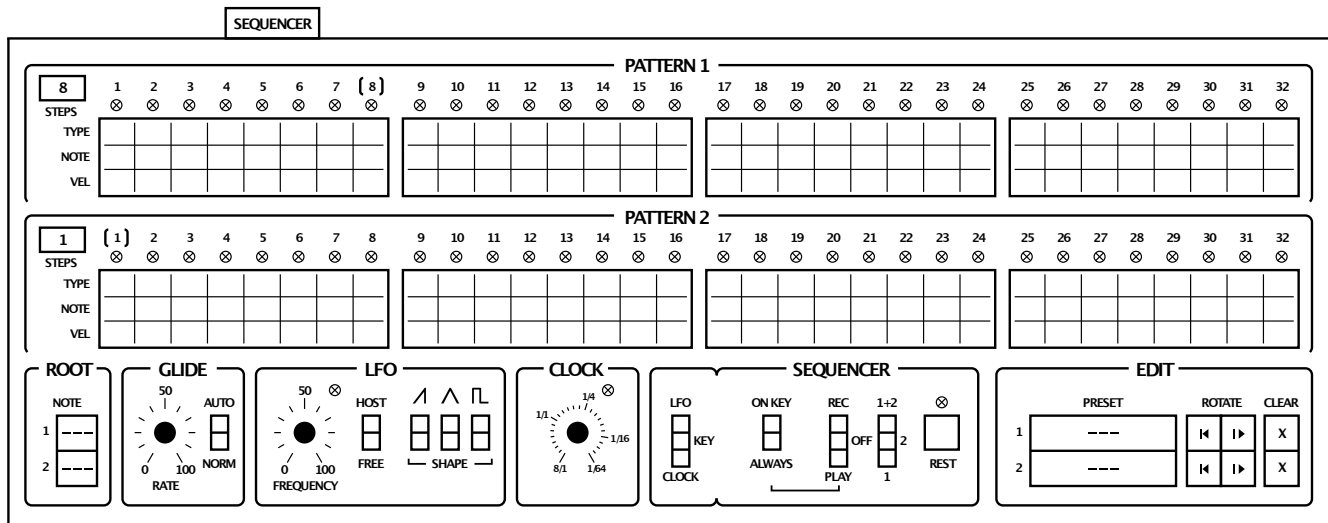 SEQUENCER
PATTERN 1
8 1 2 3 4 5 6 7 (8) 9 10 11 12 13 14 15 16 17 18 19 20 21 22 23 24 25 26 27 28 29 30 31 32
STEPS
TYPE
NOTE
VEL
PATTERN 2
1 (1) 2 3 4 5 6 7 8 9 10 11 12 13 14 15 16 17 18 19 20 21 22 23 24 25 26 27 28 29 30 31 32
STEPS
TYPE
NOTE
VEL
ROOT
NOTE
1 ---
2 ---
GLIDE
50
0 100
RATE
AUTO
NORM
LFO
50
0 100
FREQUENCY
HOST
FREE
SHAPE
CLOCK
1/4
1/1
1/16
8/1 1/64
SEQUENCER
LFO
KEY
CLOCK
ON KEY
ALWAYS
REC
OFF
PLAY
1+2
2
1
REST
EDIT
PRESET ROTATE CLEAR
1 --- X
2 --- X